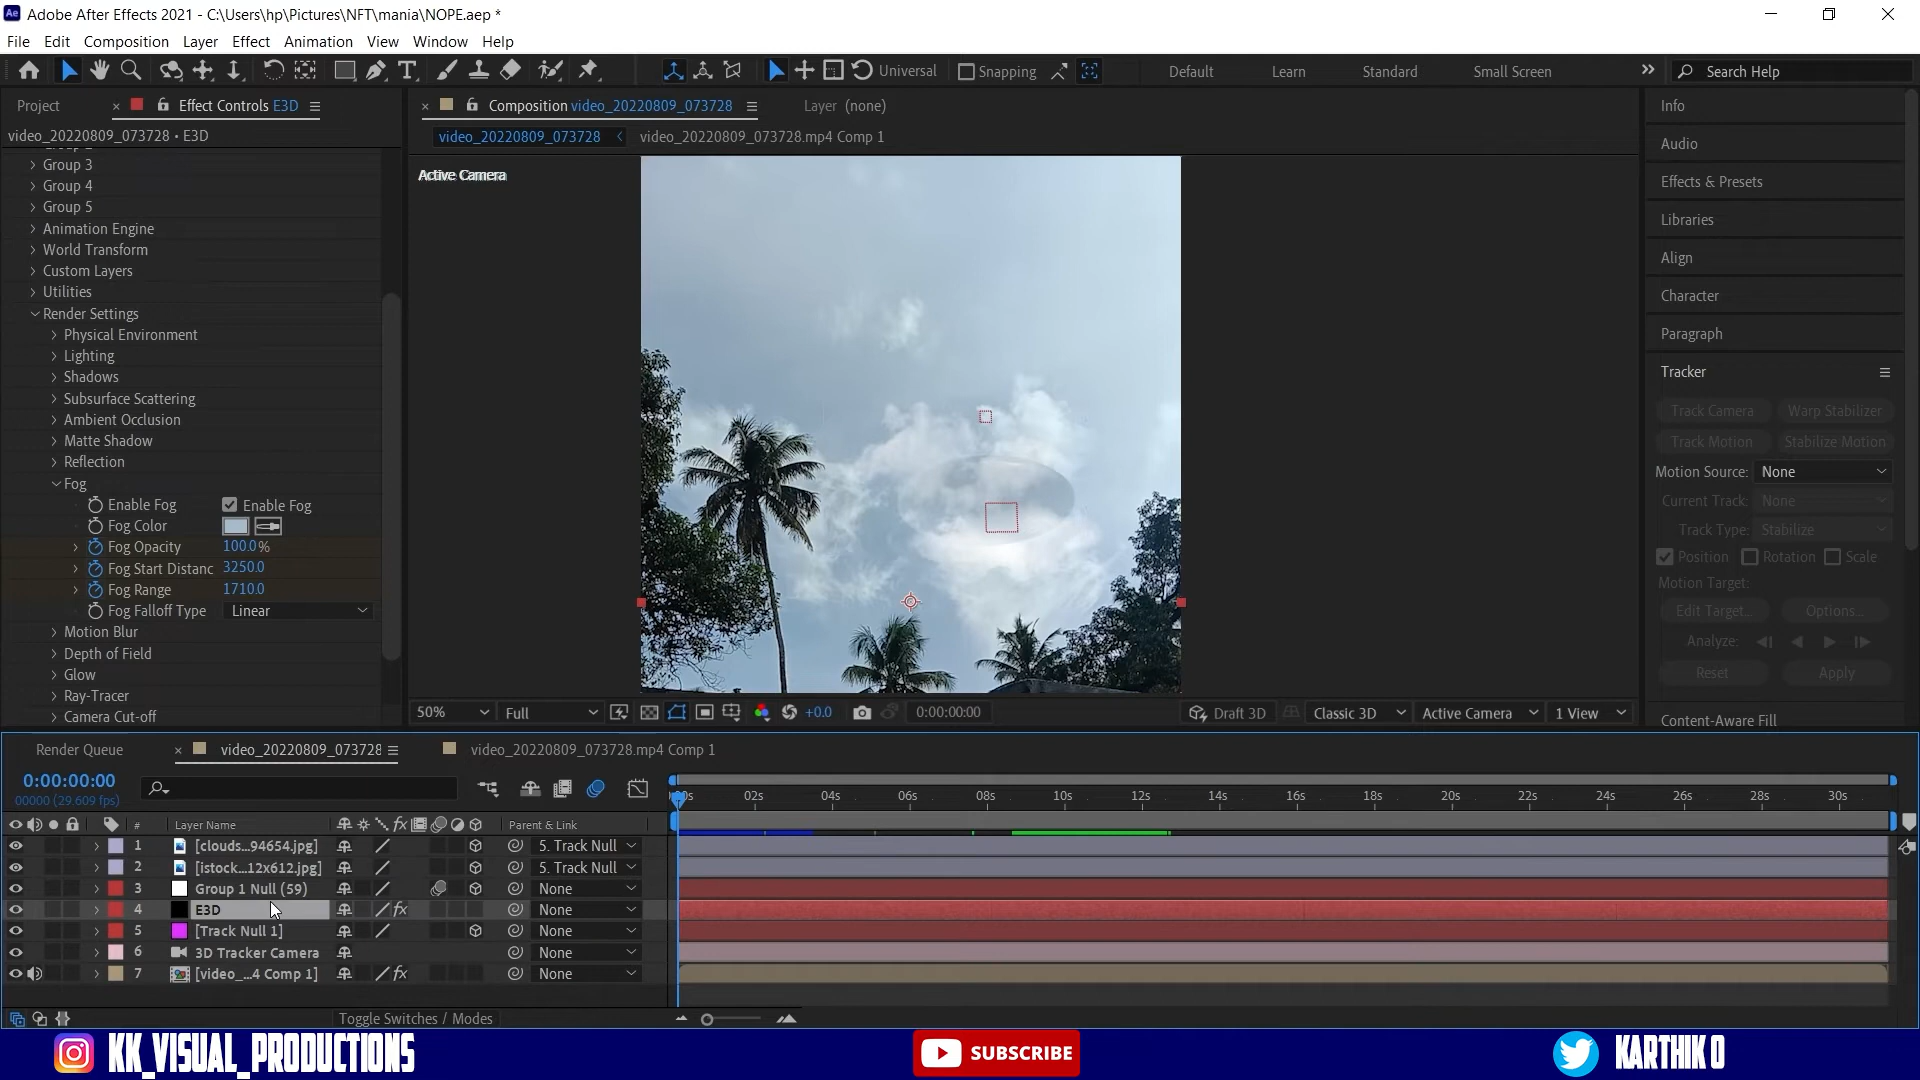 Adobe After Effects 2021 - C:\Users\hp\Pictures\NFT\mania\NOPE.aep *
File Edit Composition Layer Effect Animation View Window Help
Universal Snapping Default Learn Standard Small Screen Search Help
Project Effect Controls E3D
video_20220809_073728 • E3D
Group 3
Group 4
Group 5
Animation Engine
World Transform
Custom Layers
Utilities
Render Settings
Physical Environment
Lighting
Shadows
Subsurface Scattering
Ambient Occlusion
Matte Shadow
Reflection
Fog
Enable Fog Enable Fog
Fog Color
Fog Opacity 100.0%
Fog Start Distanc 3250.0
Fog Range 1710.0
Fog Falloff Type Linear
Motion Blur
Depth of Field
Glow
Ray-Tracer
Camera Cut-off
Composition video_20220809_073728 Layer (none)
video_20220809_073728 video_20220809_073728.mp4 Comp 1
Active Camera
50% Full +0.0 0:00:00:00 Draft 3D Classic 3D Active Camera 1 View
Info
Audio
Effects & Presets
Libraries
Align
Character
Paragraph
Tracker
Track Camera Warp Stabilizer
Track Motion Stabilize Motion
Motion Source: None
Current Track: None
Track Type: Stabilize
Position Rotation Scale
Motion Target:
Edit Target... Options...
Analyze:
Reset Apply
Content-Aware Fill
Render Queue video_20220809_073728 video_20220809_073728.mp4 Comp 1
0:00:00:00
00000 (29.609 fps)
02s 04s 06s 08s 10s 12s 14s 16s 18s 20s 22s 24s 26s 28s 30s
# Layer Name Parent & Link
1 [clouds...94654.jpg] 5. Track Null
2 [istock...12x612.jpg] 5. Track Null
3 Group 1 Null (59) None
4 E3D None
5 [Track Null 1] None
6 3D Tracker Camera None
7 [video_...4 Comp 1] None
Toggle Switches / Modes
KK_VISUAL_PRODUCTIONS
SUBSCRIBE
KARTHIK O